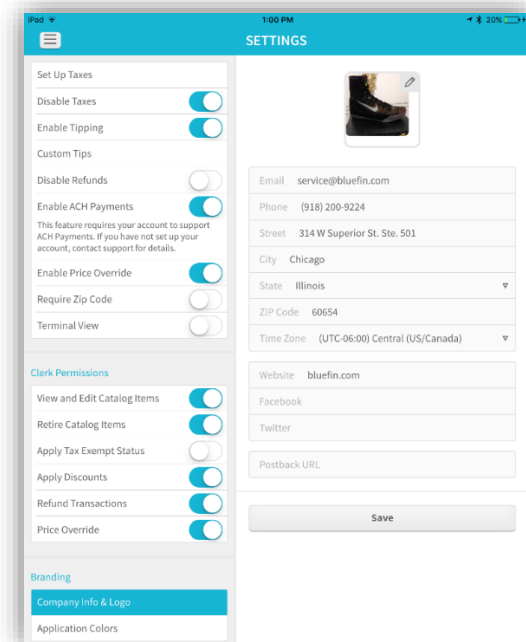 iPad
1:00 PM
20%
SETTINGS
Set Up Taxes
Disable Taxes
Enable Tipping
Custom Tips
Disable Refunds
Enable ACH Payments
This feature requires your account to support
ACH Payments. If you have not set up your
account, contact support for details.
Enable Price Override
Require Zip Code
Terminal View
Clerk Permissions
View and Edit Catalog Items
Retire Catalog Items
Apply Tax Exempt Status
Apply Discounts
Refund Transactions
Price Override
Branding
Company Info & Logo
Application Colors
Email service@bluefin.com
Phone (918) 200-9224
Street 314 W Superior St. Ste. 501
City Chicago
State Illinois
ZIP Code 60654
Time Zone (UTC-06:00) Central (US/Canada)
Website bluefin.com
Facebook
Twitter
Postback URL
Save